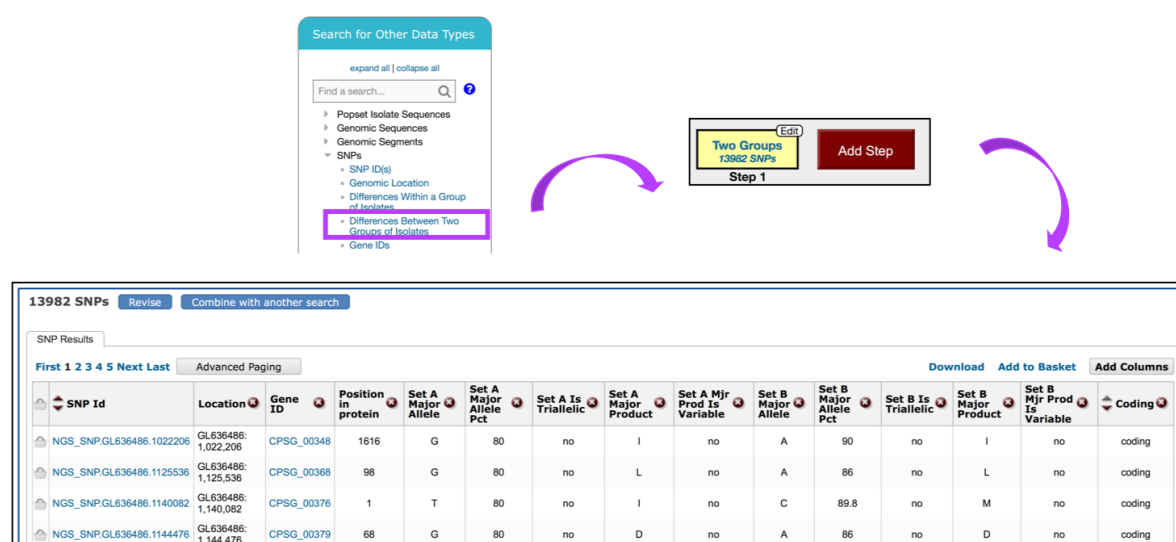 Search for Other Data Types
expand all | collapse all
Find a search...
?
Popset Isolate Sequences
Genomic Sequences
Genomic Segments
SNPs
SNP ID(s)
Genomic Location
Differences Within a Group
of Isolates
Differences Between Two
Groups of Isolates
Gene IDs
Edit
Two Groups
13982 SNPs
Step 1
Add Step
13982 SNPs Revise Combine with another search
SNP Results
First 1 2 3 4 5 Next Last Advanced Paging Download Add to Basket Add Columns
SNP Id
Location
Gene
ID
Position
in
protein
Set A
Major
Allele
Set A
Major
Allele
Pct
Set A Is
Triallelic
Set A
Major
Product
Set A Mjr
Prod Is
Variable
Set B
Major
Allele
Set B
Major
Allele
Pct
Set B Is
Triallelic
Set B
Major
Product
Set B
Mjr Prod
Is
Variable
Coding
NGS_SNP.GL636486.1022206 GL636486: 1,022,206 CPSG_00348 1616 G 80 no I no A 90 no I no coding
NGS_SNP.GL636486.1125536 GL636486: 1,125,536 CPSG_00368 98 G 80 no L no A 86 no L no coding
NGS_SNP.GL636486.1140082 GL636486: 1,140,082 CPSG_00376 1 T 80 no I no C 89.8 no M no coding
NGS_SNP.GL636486.1144476 GL636486: 1,144,476 CPSG_00379 68 G 80 no D no A 86 no D no coding